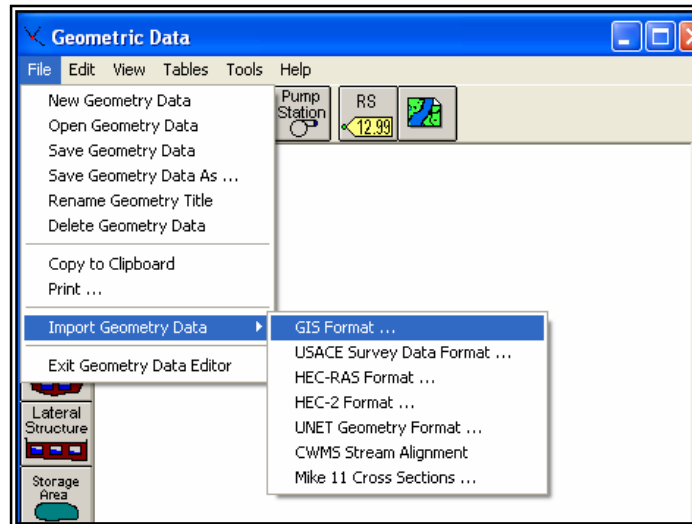 Geometric Data
File Edit View Tables Tools Help
New Geometry Data
Open Geometry Data
Save Geometry Data
Save Geometry Data As ...
Rename Geometry Title
Delete Geometry Data
Copy to Clipboard
Print ...
Import Geometry Data
Exit Geometry Data Editor
Pump
Station
RS
12.99
GIS Format ...
USACE Survey Data Format ...
HEC-RAS Format ...
HEC-2 Format ...
UNET Geometry Format ...
CWMS Stream Alignment
Mike 11 Cross Sections ...
Lateral
Structure
Storage
Area